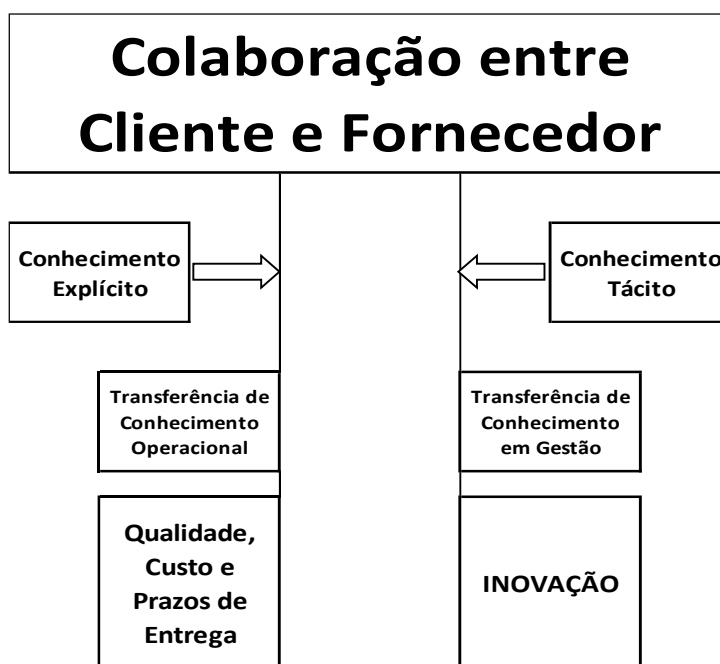 Colaboração entre
Cliente e Fornecedor
Conhecimento
Explícito
Conhecimento
Tácito
Transferência de
Conhecimento
Operacional
Transferência de
Conhecimento
em Gestão
Qualidade,
Custo e
Prazos de
Entrega
INOVAÇÃO